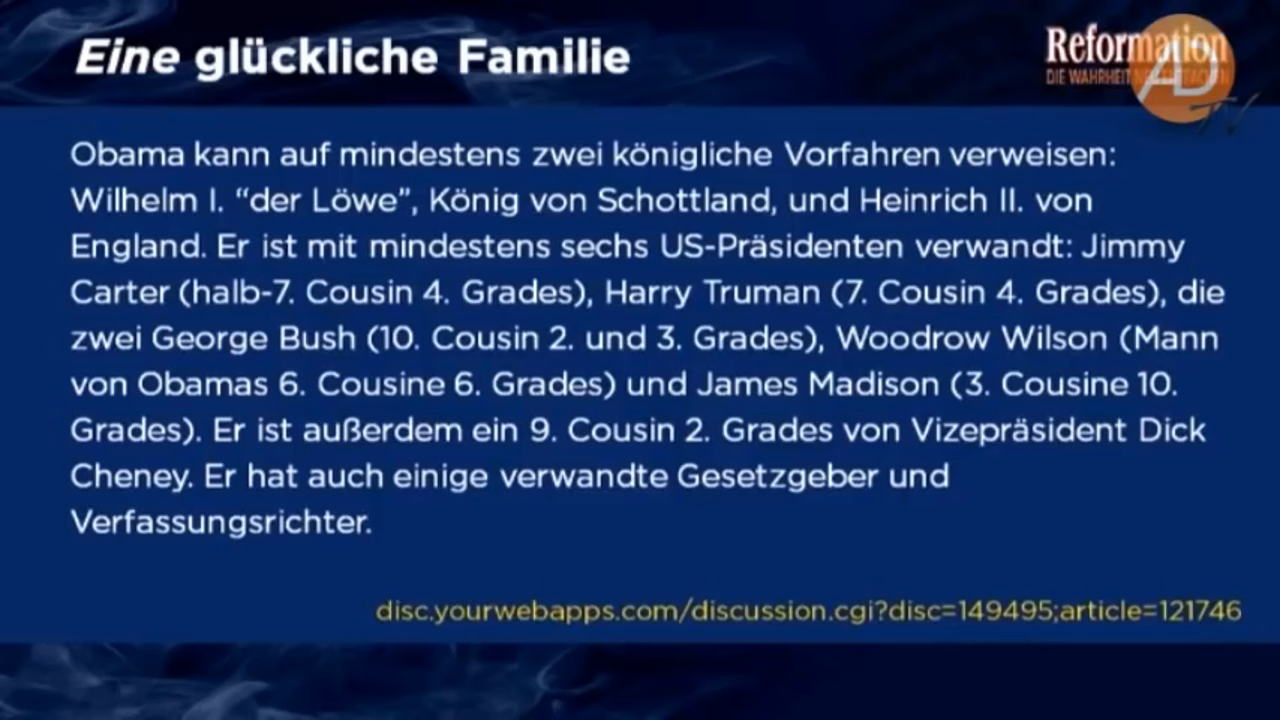 Eine glückliche Familie
Reformation
DIE WAHRHEIT
AD
TV
Obama kann auf mindestens zwei königliche Vorfahren verweisen:
Wilhelm I. “der Löwe”, König von Schottland, und Heinrich II. von
England. Er ist mit mindestens sechs US-Präsidenten verwandt: Jimmy
Carter (halb-7. Cousin 4. Grades), Harry Truman (7. Cousin 4. Grades), die
zwei George Bush (10. Cousin 2. und 3. Grades), Woodrow Wilson (Mann
von Obamas 6. Cousine 6. Grades) und James Madison (3. Cousine 10.
Grades). Er ist außerdem ein 9. Cousin 2. Grades von Vizepräsident Dick
Cheney. Er hat auch einige verwandte Gesetzgeber und
Verfassungsrichter.
disc.yourwebapps.com/discussion.cgi?disc=149495;article=121746